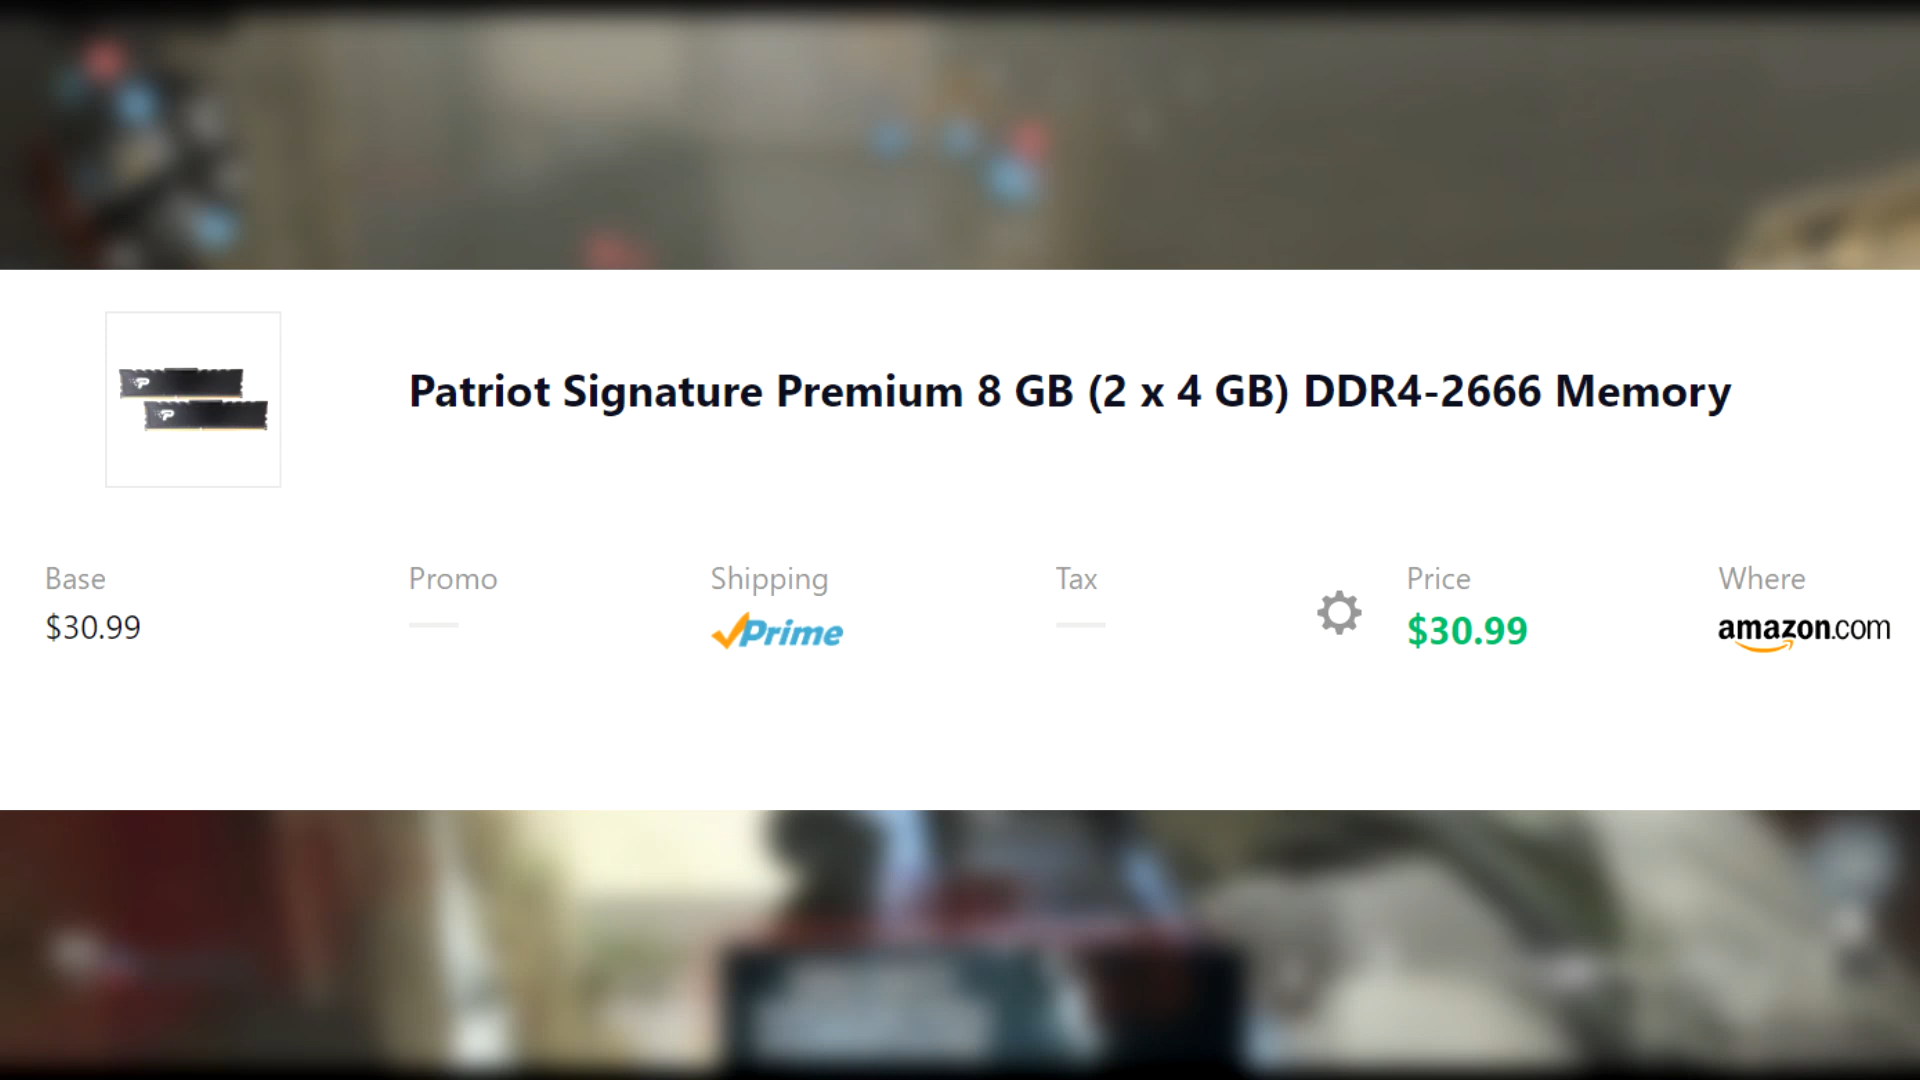 Patriot Signature Premium 8 GB (2 x 4 GB) DDR4-2666 Memory
Base Promo Shipping Tax Price Where
$30.99 Prime $30.99 amazon.com